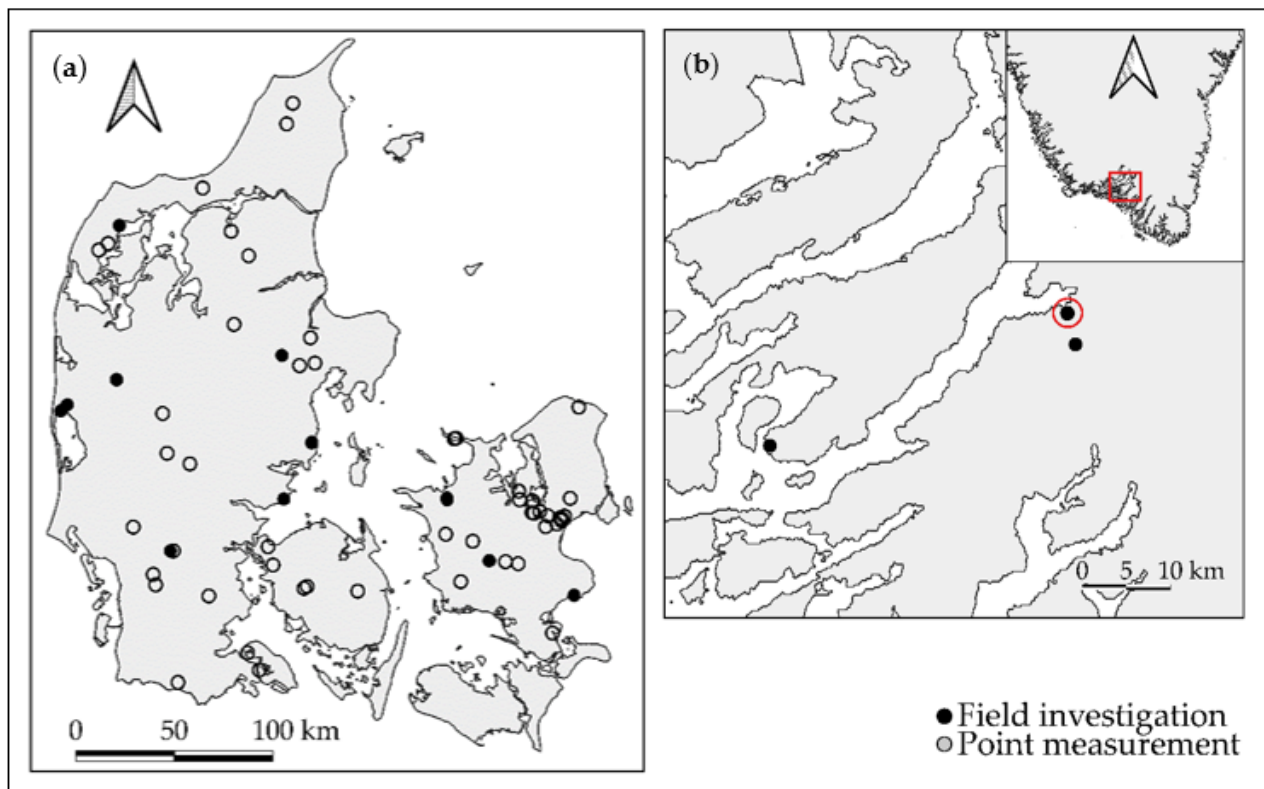 (a)
(b)
0 50 100 km
0 5 10 km
Field investigation
Point measurement